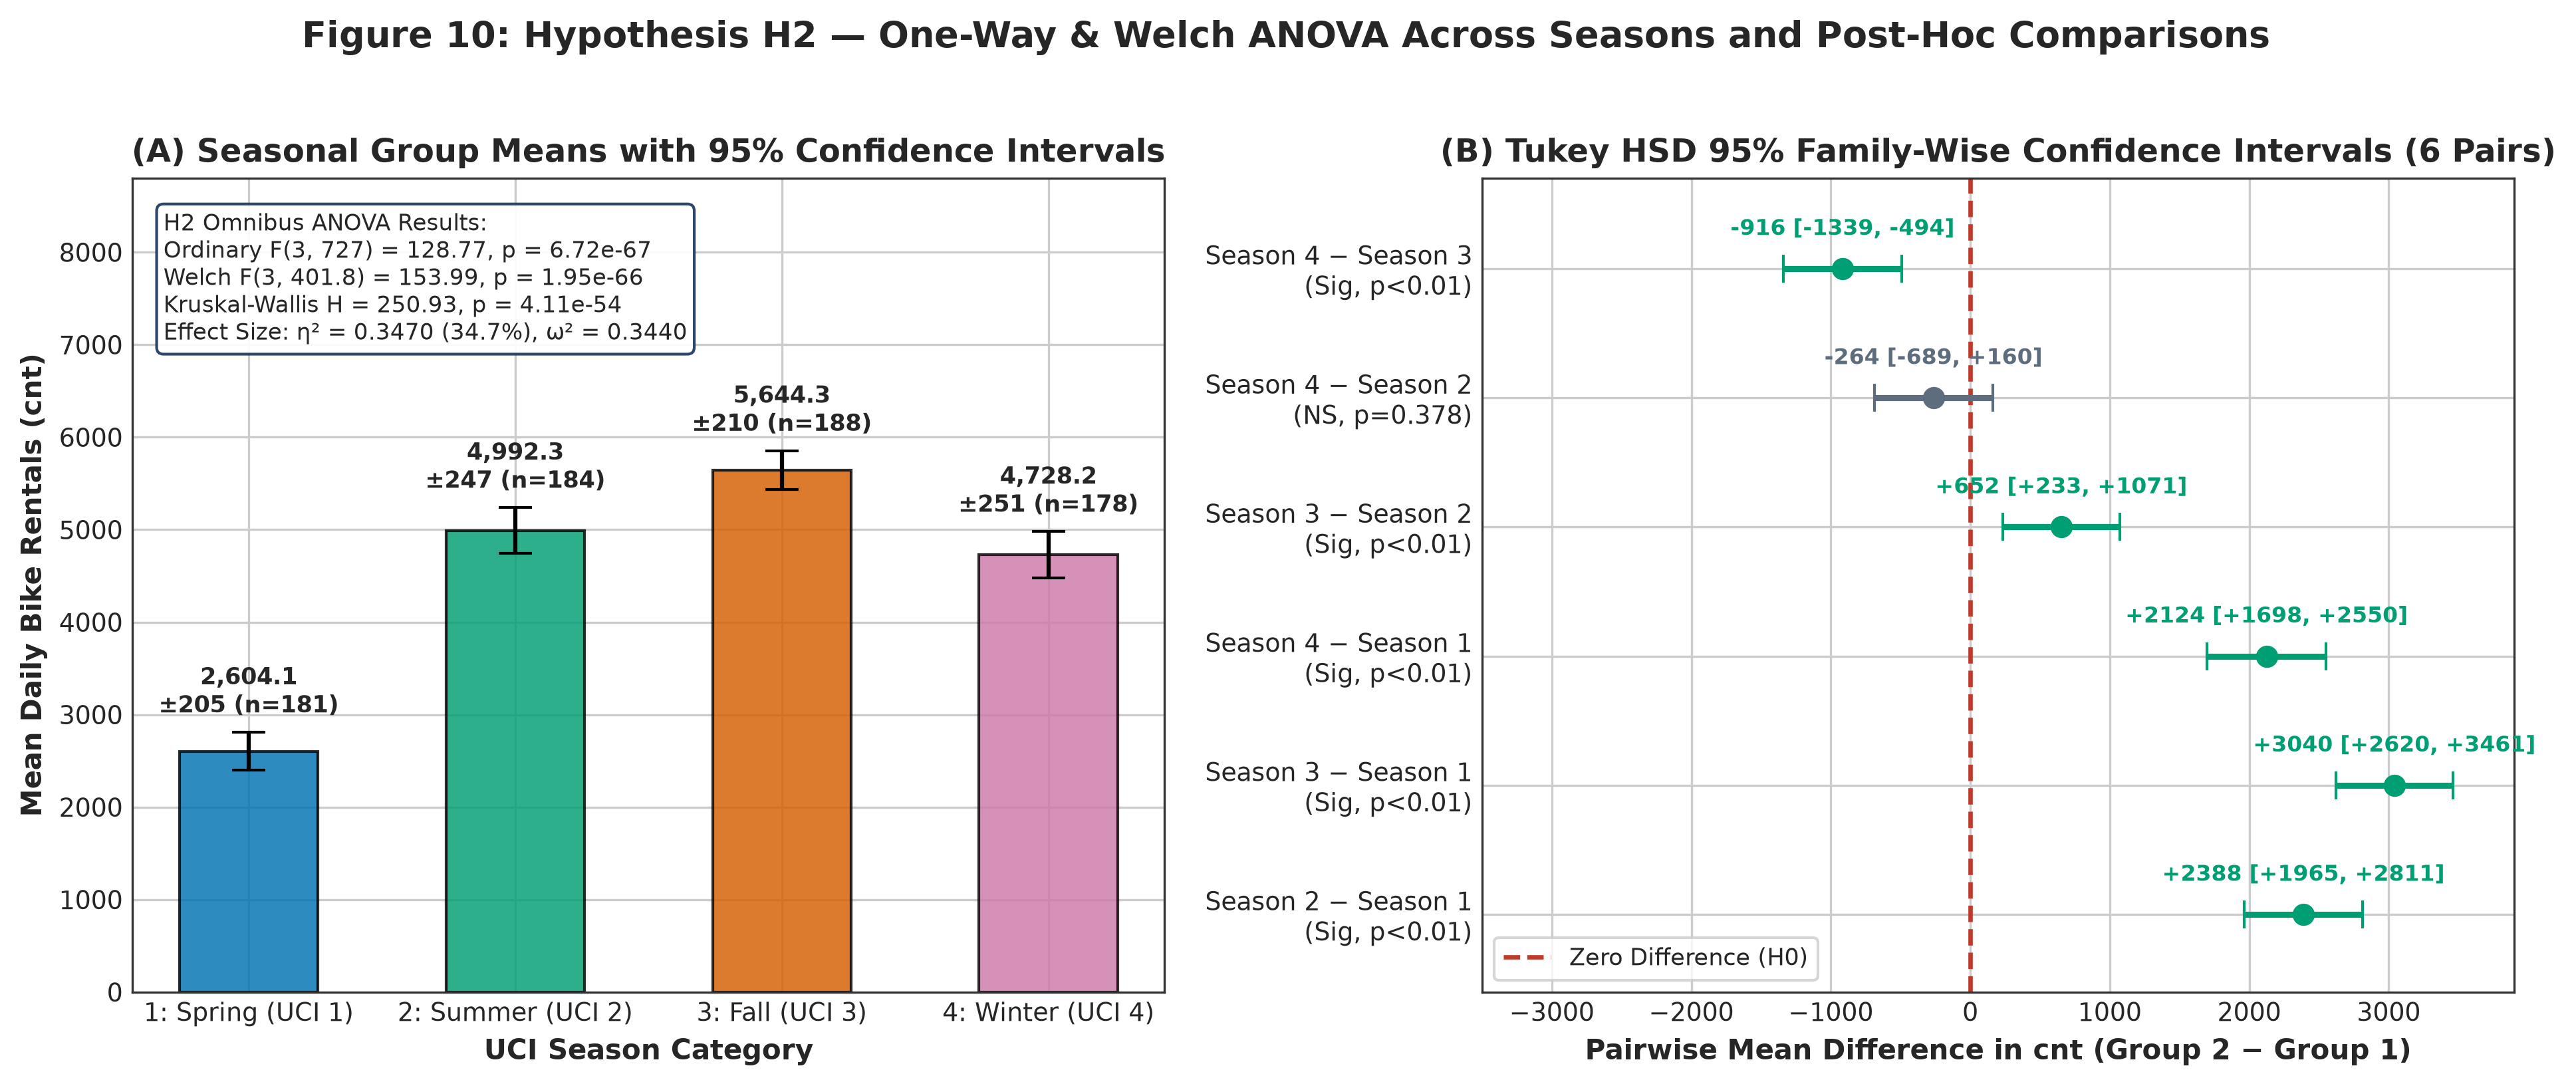 Figure 10: Hypothesis H2 — One-Way & Welch ANOVA Across Seasons and Post-Hoc Comparisons
(A) Seasonal Group Means with 95% Confidence Intervals
Mean Daily Bike Rentals (cnt)
8000
7000
6000
5000
4000
3000
2000
1000
0
H2 Omnibus ANOVA Results:
Ordinary F(3, 727) = 128.77, p = 6.72e-67
Welch F(3, 401.8) = 153.99, p = 1.95e-66
Kruskal-Wallis H = 250.93, p = 4.11e-54
Effect Size: η² = 0.3470 (34.7%), ω² = 0.3440
2,604.1
±205 (n=181)
4,992.3
±247 (n=184)
5,644.3
±210 (n=188)
4,728.2
±251 (n=178)
1: Spring (UCI 1)
2: Summer (UCI 2)
3: Fall (UCI 3)
4: Winter (UCI 4)
UCI Season Category
(B) Tukey HSD 95% Family-Wise Confidence Intervals (6 Pairs)
Season 4 − Season 3
(Sig, p<0.01)
-916 [-1339, -494]
Season 4 − Season 2
(NS, p=0.378)
-264 [-689, +160]
Season 3 − Season 2
(Sig, p<0.01)
+652 [+233, +1071]
Season 4 − Season 1
(Sig, p<0.01)
+2124 [+1698, +2550]
Season 3 − Season 1
(Sig, p<0.01)
+3040 [+2620, +3461]
Season 2 − Season 1
(Sig, p<0.01)
+2388 [+1965, +2811]
Zero Difference (H0)
−3000
−2000
−1000
0
1000
2000
3000
Pairwise Mean Difference in cnt (Group 2 − Group 1)